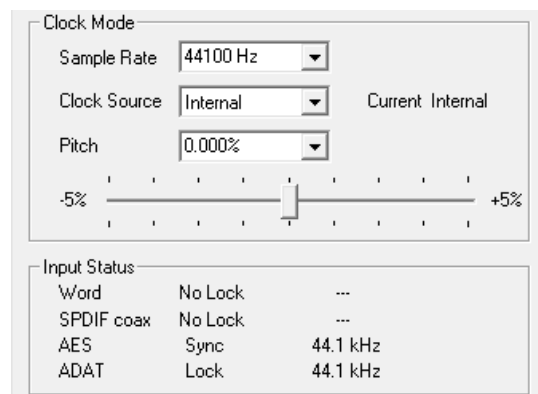 Clock Mode
Sample Rate 44100 Hz
Clock Source Internal Current Internal
Pitch 0.000%
-5% +5%
Input Status
Word No Lock ---
SPDIF coax No Lock ---
AES Sync 44.1 kHz
ADAT Lock 44.1 kHz